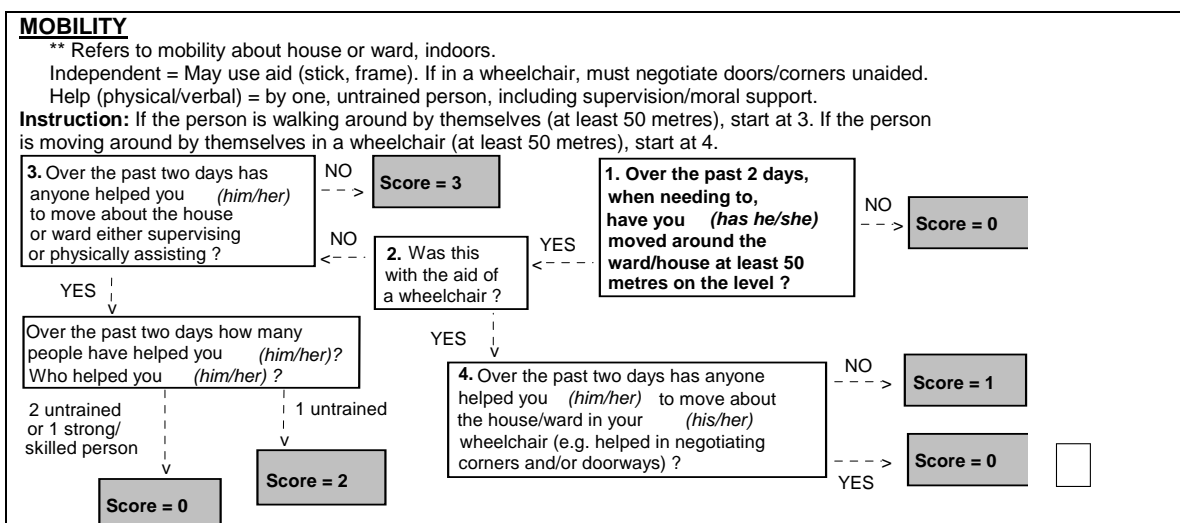 MOBILITY
** Refers to mobility about house or ward, indoors.
Independent = May use aid (stick, frame). If in a wheelchair, must negotiate doors/corners unaided.
Help (physical/verbal) = by one, untrained person, including supervision/moral support.
Instruction: If the person is walking around by themselves (at least 50 metres), start at 3. If the person
is moving around by themselves in a wheelchair (at least 50 metres), start at 4.
3. Over the past two days has
anyone helped you (him/her)
to move about the house
or ward either supervising
or physically assisting ?
NO
Score = 3
1. Over the past 2 days,
when needing to,
have you (has he/she)
moved around the
ward/house at least 50
metres on the level ?
NO
Score = 0
YES
2. Was this
with the aid of
a wheelchair ?
NO
YES
Over the past two days how many
people have helped you (him/her)?
Who helped you (him/her) ?
2 untrained
or 1 strong/
skilled person
1 untrained
Score = 0
Score = 2
YES
4. Over the past two days has anyone
helped you (him/her) to move about
the house/ward in your (his/her)
wheelchair (e.g. helped in negotiating
corners and/or doorways) ?
NO
Score = 1
YES
Score = 0